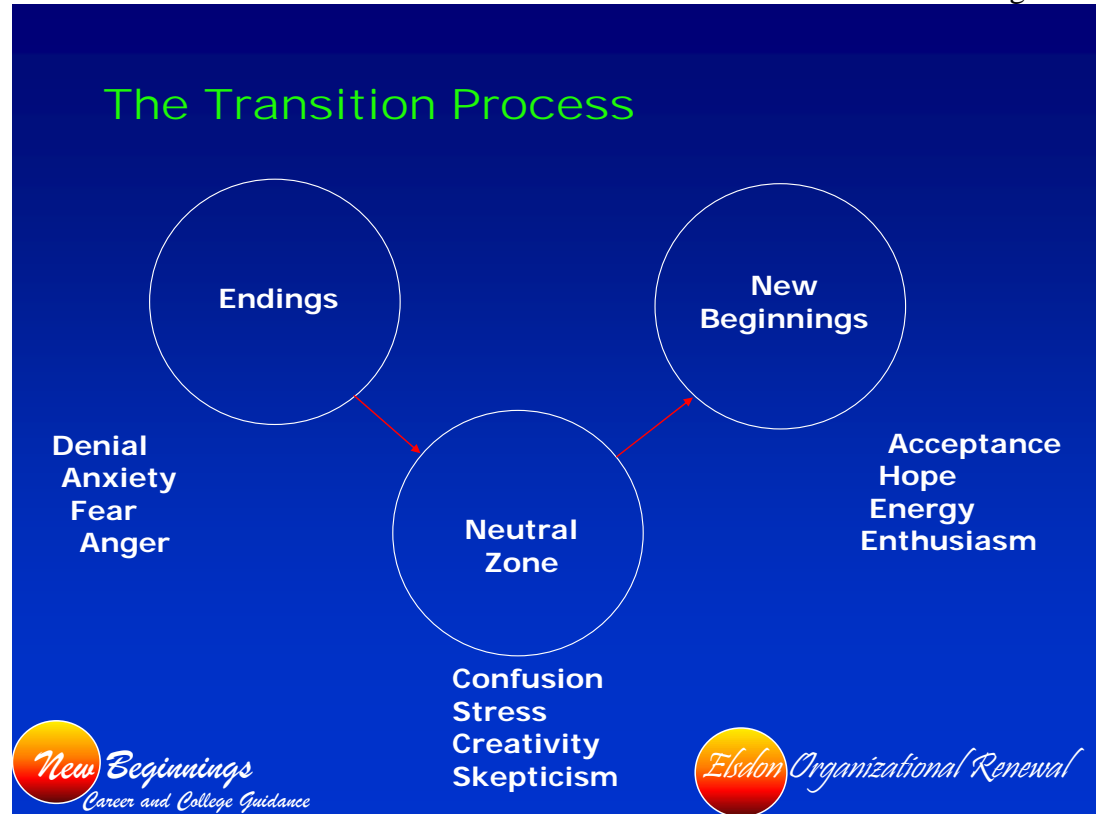 The Transition Process
Endings
New
Beginnings
Denial
Anxiety
Fear
Anger
Neutral
Zone
Acceptance
Hope
Energy
Enthusiasm
Confusion
Stress
Creativity
Skepticism
New Beginnings
Career and College Guidance
Elsdon Organizational Renewal